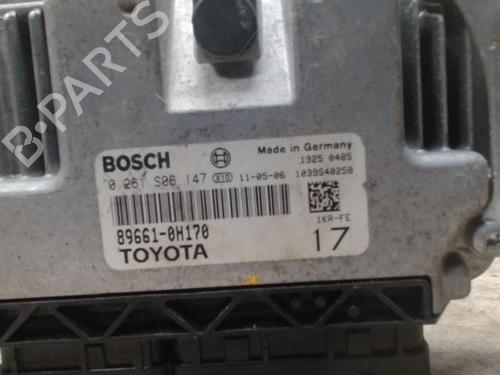 B-PARTS
BOSCH
Made in Germany
1325 0485
0 261 S06 147 010 11-05-06 1039S40258
89661-0H170
1KR-FE
TOYOTA
17